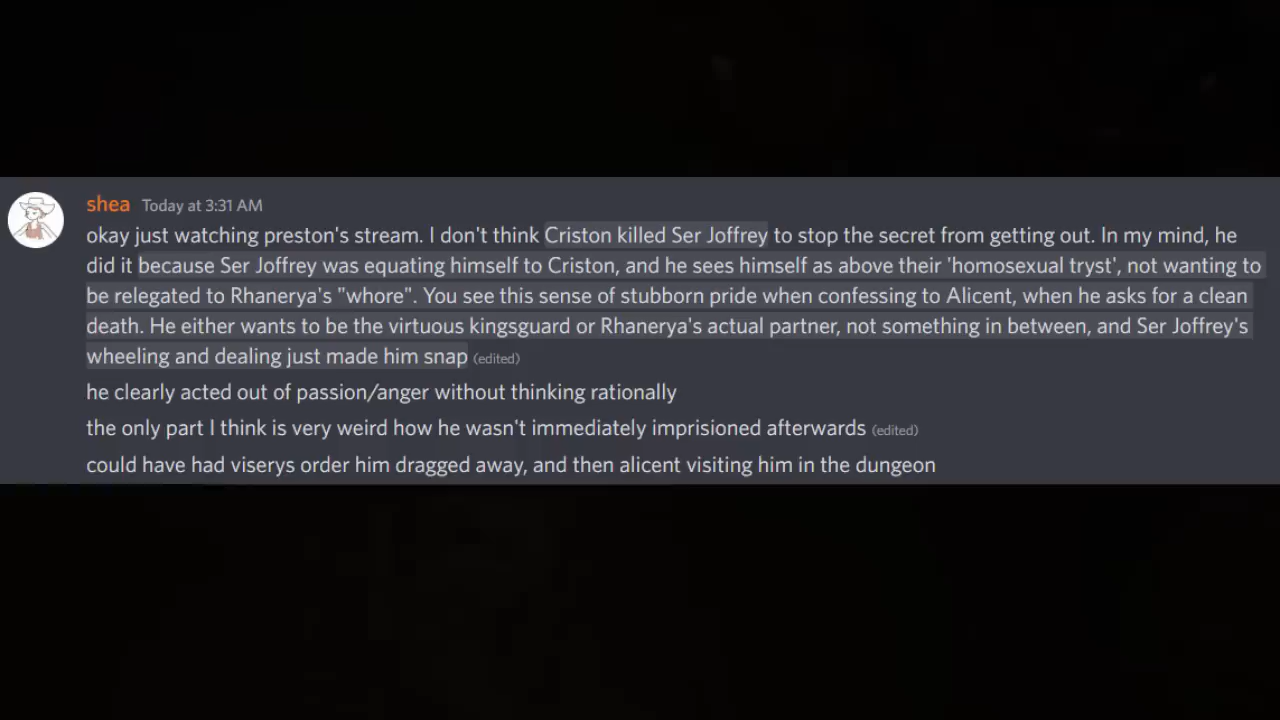 shea Today at 3:31 AM
okay just watching preston's stream. I don't think Criston killed Ser Joffrey to stop the secret from getting out. In my mind, he
did it because Ser Joffrey was equating himself to Criston, and he sees himself as above their 'homosexual tryst', not wanting to
be relegated to Rhanerya's "whore". You see this sense of stubborn pride when confessing to Alicent, when he asks for a clean
death. He either wants to be the virtuous kingsguard or Rhanerya's actual partner, not something in between, and Ser Joffrey's
wheeling and dealing just made him snap (edited)
he clearly acted out of passion/anger without thinking rationally
the only part I think is very weird how he wasn't immediately imprisioned afterwards (edited)
could have had viserys order him dragged away, and then alicent visiting him in the dungeon